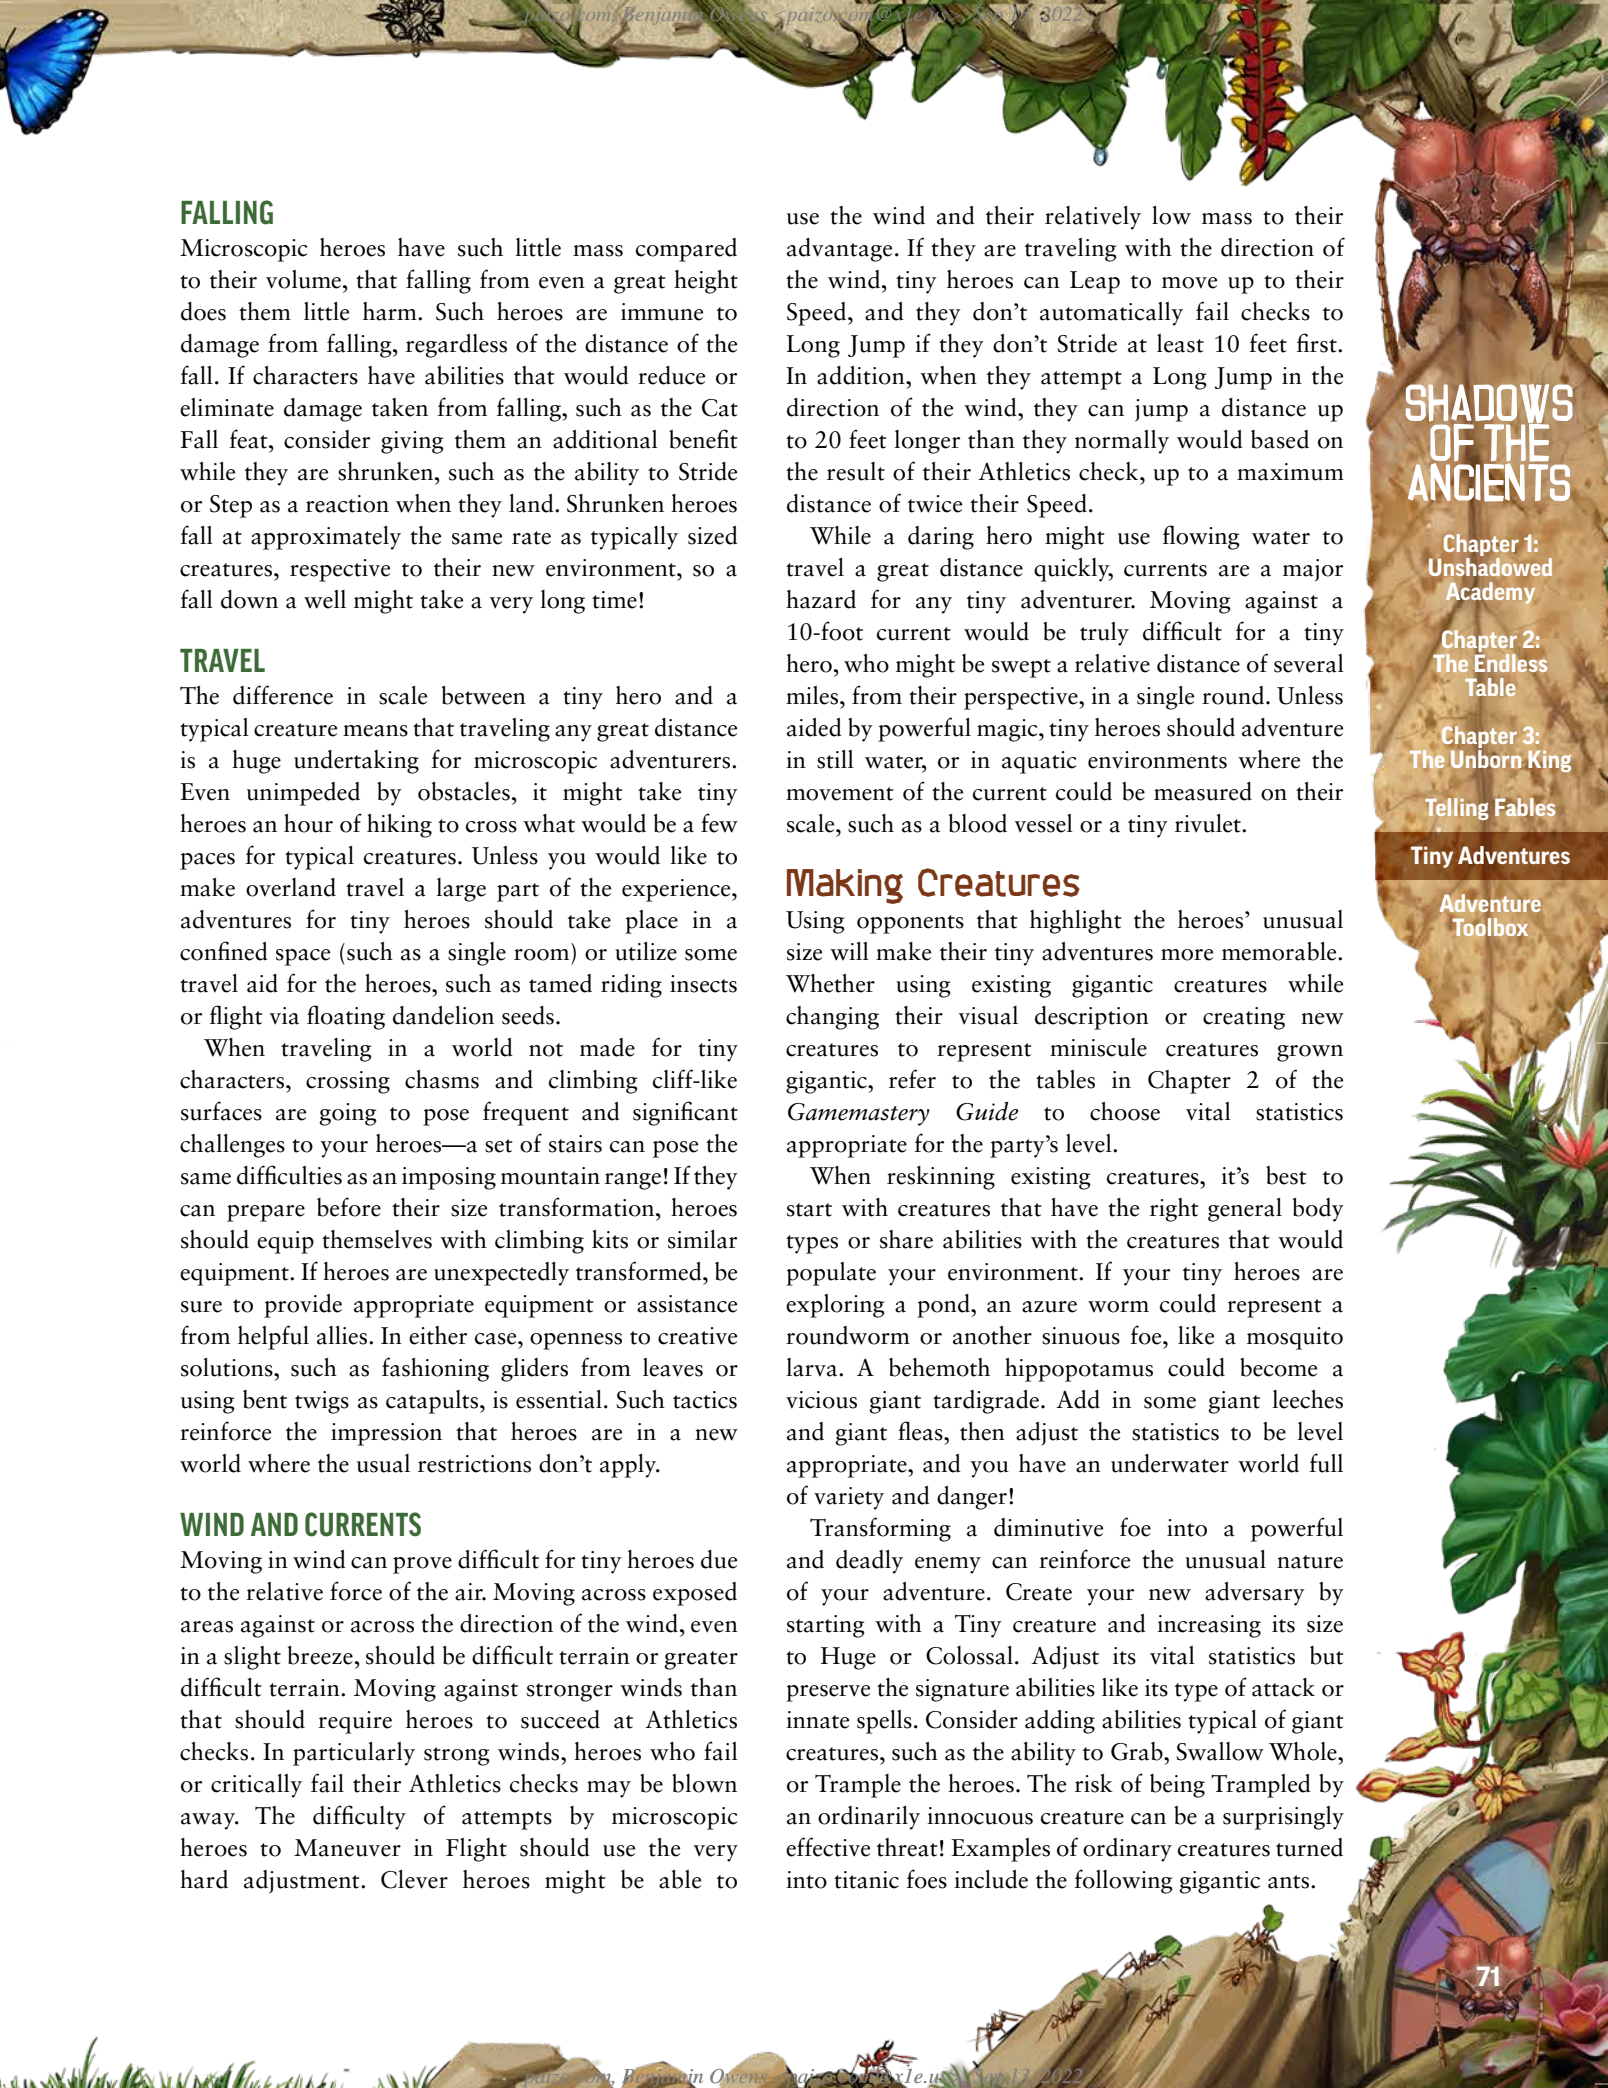 paizo.com, Benjamin Owens <paizo.com@x1e.us>, Sep 13, 2022
FALLING
Microscopic heroes have such little mass compared
to their volume, that falling from even a great height
does them little harm. Such heroes are immune to
damage from falling, regardless of the distance of the
fall. If characters have abilities that would reduce or
eliminate damage taken from falling, such as the Cat
Fall feat, consider giving them an additional benefit
while they are shrunken, such as the ability to Stride
or Step as a reaction when they land. Shrunken heroes
fall at approximately the same rate as typically sized
creatures, respective to their new environment, so a
fall down a well might take a very long time!
TRAVEL
The difference in scale between a tiny hero and a
typical creature means that traveling any great distance
is a huge undertaking for microscopic adventurers.
Even unimpeded by obstacles, it might take tiny
heroes an hour of hiking to cross what would be a few
paces for typical creatures. Unless you would like to
make overland travel a large part of the experience,
adventures for tiny heroes should take place in a
confined space (such as a single room) or utilize some
travel aid for the heroes, such as tamed riding insects
or flight via floating dandelion seeds.
When traveling in a world not made for tiny
characters, crossing chasms and climbing cliff-like
surfaces are going to pose frequent and significant
challenges to your heroes—a set of stairs can pose the
same difficulties as an imposing mountain range! If they
can prepare before their size transformation, heroes
should equip themselves with climbing kits or similar
equipment. If heroes are unexpectedly transformed, be
sure to provide appropriate equipment or assistance
from helpful allies. In either case, openness to creative
solutions, such as fashioning gliders from leaves or
using bent twigs as catapults, is essential. Such tactics
reinforce the impression that heroes are in a new
world where the usual restrictions don't apply.
WIND AND CURRENTS
Moving in wind can prove difficult for tiny heroes due
to the relative force of the air. Moving across exposed
areas against or across the direction of the wind, even
in a slight breeze, should be difficult terrain or greater
difficult terrain. Moving against stronger winds than
that should require heroes to succeed at Athletics
checks. In particularly strong winds, heroes who fail
or critically fail their Athletics checks may be blown
away. The difficulty of attempts by microscopic
heroes to Maneuver in Flight should use the very
hard adjustment. Clever heroes might be able to
use the wind and their relatively low mass to their
advantage. If they are traveling with the direction of
the wind, tiny heroes can Leap to move up to their
Speed, and they don't automatically fail checks to
Long Jump if they don't Stride at least 10 feet first.
In addition, when they attempt a Long Jump in the
direction of the wind, they can jump a distance up
to 20 feet longer than they normally would based on
the result of their Athletics check, up to a maximum
distance of twice their Speed.
While a daring hero might use flowing water to
travel a great distance quickly, currents are a major
hazard for any tiny adventurer. Moving against a
10-foot current would be truly difficult for a tiny
hero, who might be swept a relative distance of several
miles, from their perspective, in a single round. Unless
aided by powerful magic, tiny heroes should adventure
in still water, or in aquatic environments where the
movement of the current could be measured on their
scale, such as a blood vessel or a tiny rivulet.
Making Creatures
Using opponents that highlight the heroes' unusual
size will make their tiny adventures more memorable.
Whether using existing gigantic creatures while
changing their visual description or creating new
creatures to represent miniscule creatures grown
gigantic, refer to the tables in Chapter 2 of the
Gamemastery Guide to choose vital statistics
appropriate for the party's level.
When reskinning existing creatures, it's best to
start with creatures that have the right general body
types or share abilities with the creatures that would
populate your environment. If your tiny heroes are
exploring a pond, an azure worm could represent a
roundworm or another sinuous foe, like a mosquito
larva. A behemoth hippopotamus could become a
vicious giant tardigrade. Add in some giant leeches
and giant fleas, then adjust the statistics to be level
appropriate, and you have an underwater world full
of variety and danger!
Transforming a diminutive foe into a powerful
and deadly enemy can reinforce the unusual nature
of your adventure. Create your new adversary by
starting with a Tiny creature and increasing its size
to Huge or Colossal. Adjust its vital statistics but
preserve the signature abilities like its type of attack or
innate spells. Consider adding abilities typical of giant
creatures, such as the ability to Grab, Swallow Whole,
or Trample the heroes. The risk of being Trampled by
an ordinarily innocuous creature can be a surprisingly
effective threat! Examples of ordinary creatures turned
into titanic foes include the following gigantic ants.
SHADOWS
OF THE
ANCIENTS
Chapter 1:
Unshadowed
Academy
Chapter 2:
The Endless
Table
Chapter 3:
The Unborn King
Telling Fables
Tiny Adventures
Adventure
Toolbox
71
paizo.com, Benjamin Owens <paizo.com@x1e.us>, Sep 13, 2022